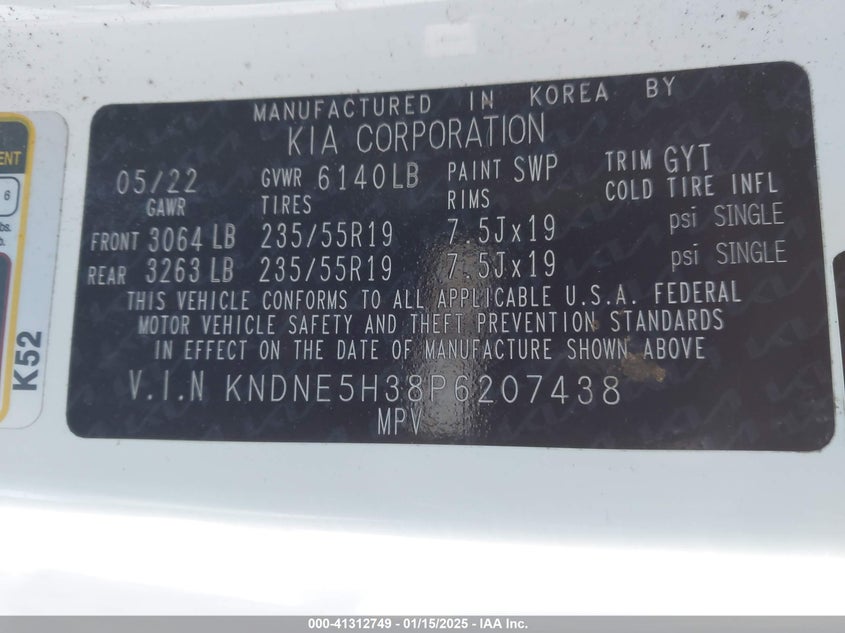 MANUFACTURED IN KOREA BY
KIA CORPORATION
05/22 GVWR 6140LB PAINT SWP TRIM GYT
GAWR TIRES RIMS COLD TIRE INFL
FRONT 3064 LB 235/55R19 7.5Jx19 psi SINGLE
REAR 3263 LB 235/55R19 7.5Jx19 psi SINGLE
THIS VEHICLE CONFORMS TO ALL APPLICABLE U.S.A. FEDERAL
MOTOR VEHICLE SAFETY AND THEFT PREVENTION STANDARDS
IN EFFECT ON THE DATE OF MANUFACTURE SHOWN ABOVE
V.I.N KNDNE5H38P6207438
MPV
6
K52
000-41312749 - 01/15/2025 - IAA Inc.